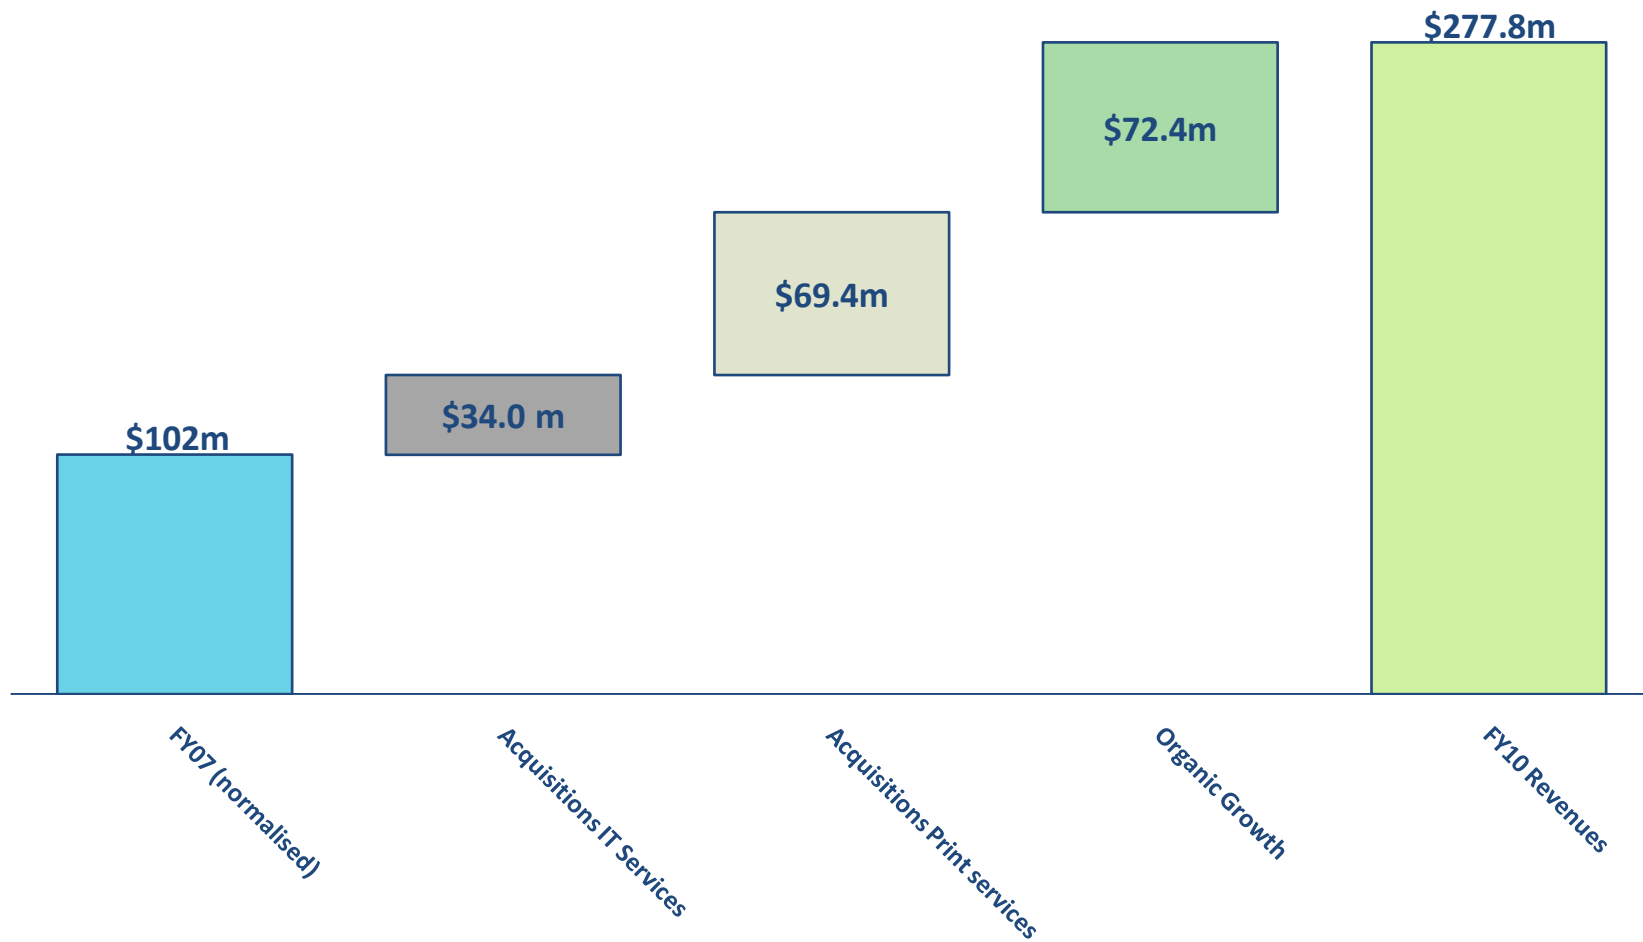 $277.8m
$72.4m
$69.4m
$34.0 m
$102m
FY07 (normalised)
Acquisitions IT Services
Acquisitions Print services
Organic Growth
FY10 Revenues